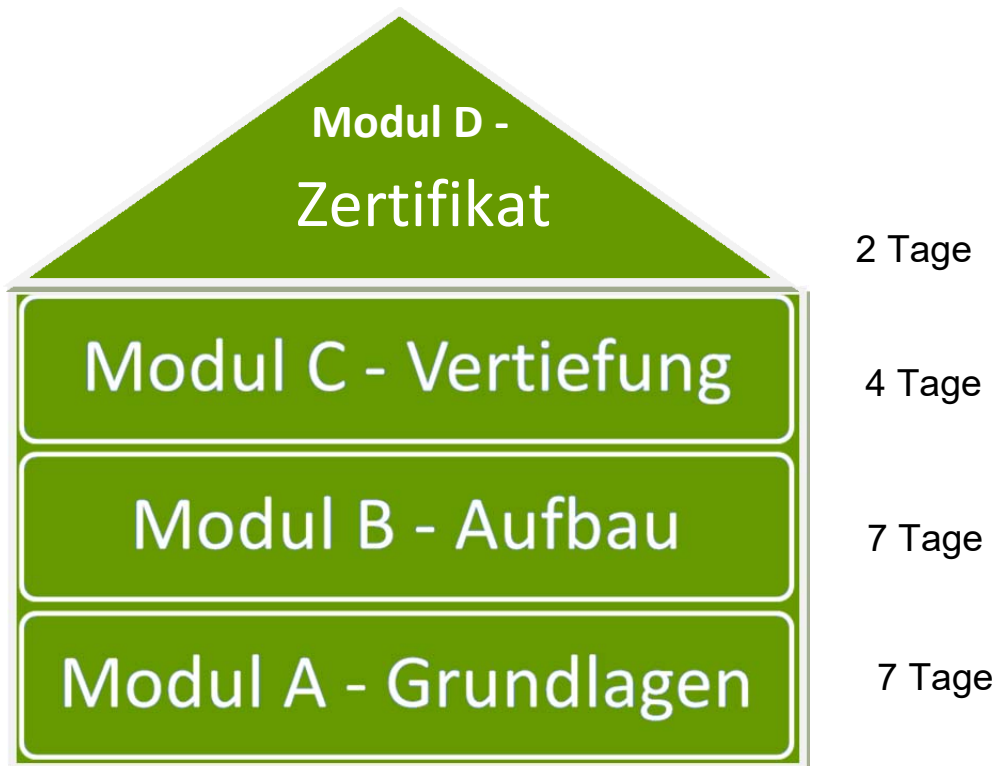 Modul D -
Zertifikat
2 Tage
Modul C - Vertiefung
4 Tage
Modul B - Aufbau
7 Tage
Modul A - Grundlagen
7 Tage